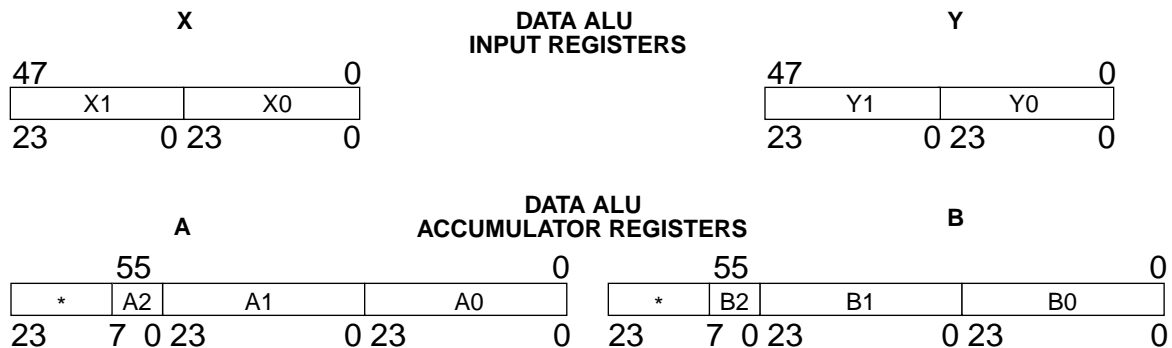 X DATA ALU Y
INPUT REGISTERS
47 0 47 0
X1 X0 Y1 Y0
23 0 23 0 23 0 23 0
DATA ALU
A ACCUMULATOR REGISTERS B
55 0 55 0
* A2 A1 A0 * B2 B1 B0
23 7 0 23 0 23 0 23 7 0 23 0 23 0